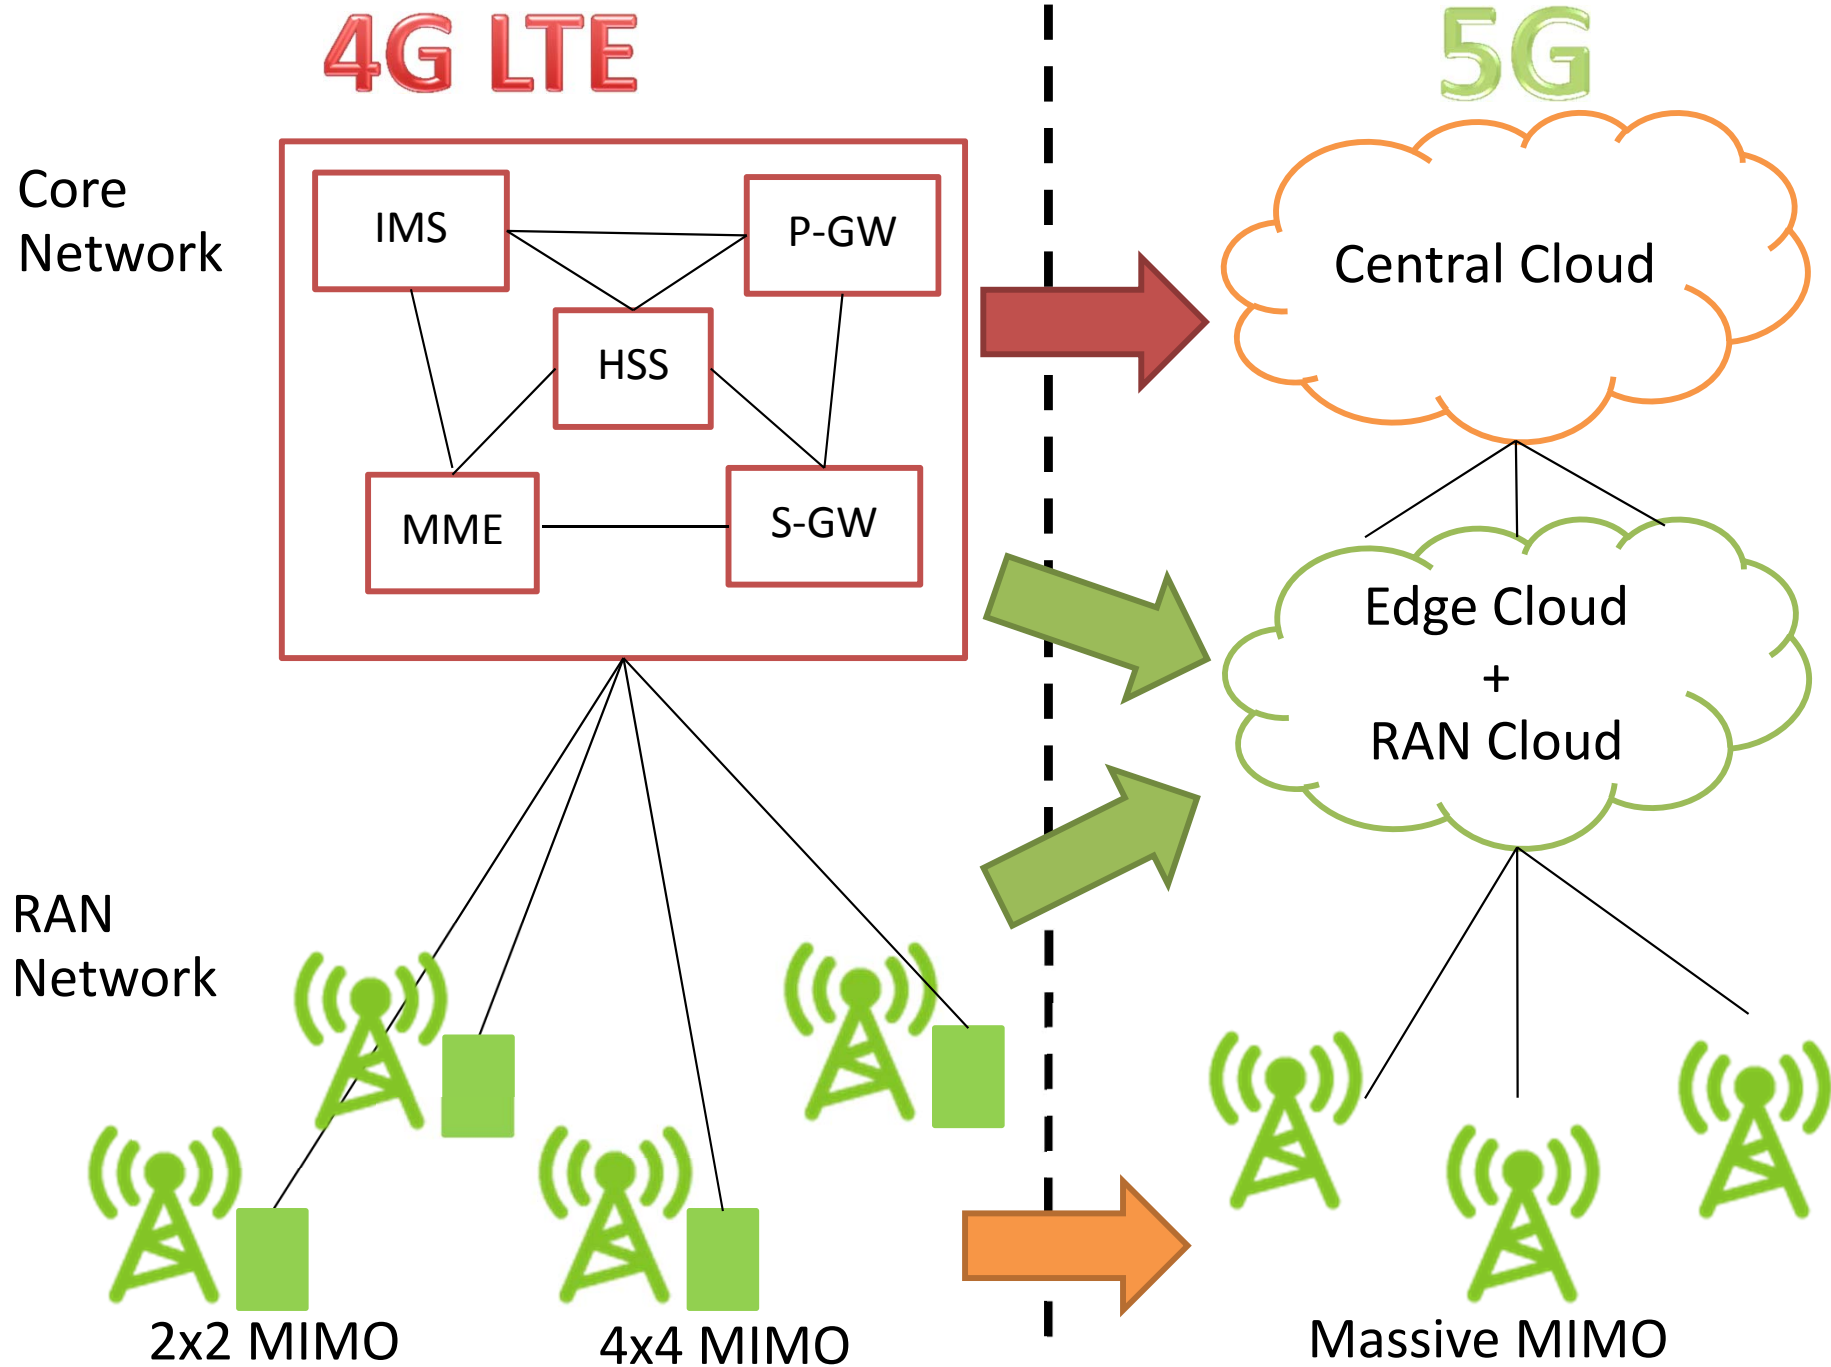 4G LTE
5G
Core
Network
IMS
P-GW
HSS
MME
S-GW
Central Cloud
Edge Cloud
+
RAN Cloud
RAN
Network
2x2 MIMO
4x4 MIMO
Massive MIMO